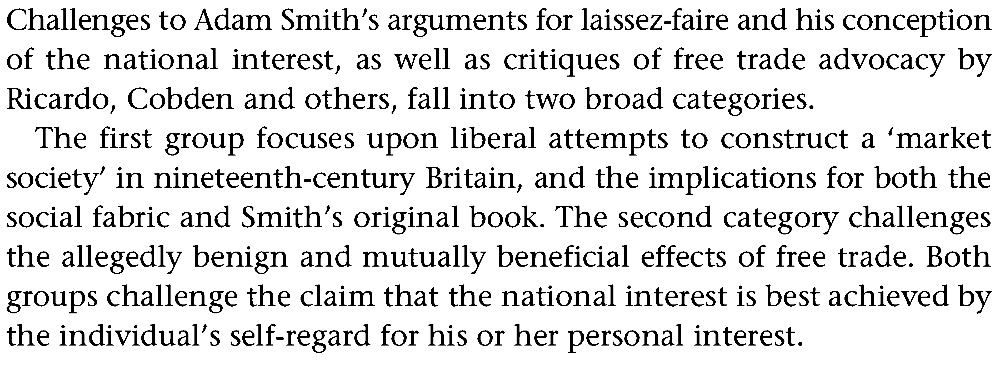 Challenges to Adam Smith’s arguments for laissez-faire and his conception
of the national interest, as well as critiques of free trade advocacy by
Ricardo, Cobden and others, fall into two broad categories.
The first group focuses upon liberal attempts to construct a ‘market
society’ in nineteenth-century Britain, and the implications for both the
social fabric and Smith’s original book. The second category challenges
the allegedly benign and mutually beneficial effects of free trade. Both
groups challenge the claim that the national interest is best achieved by
the individual’s self-regard for his or her personal interest.